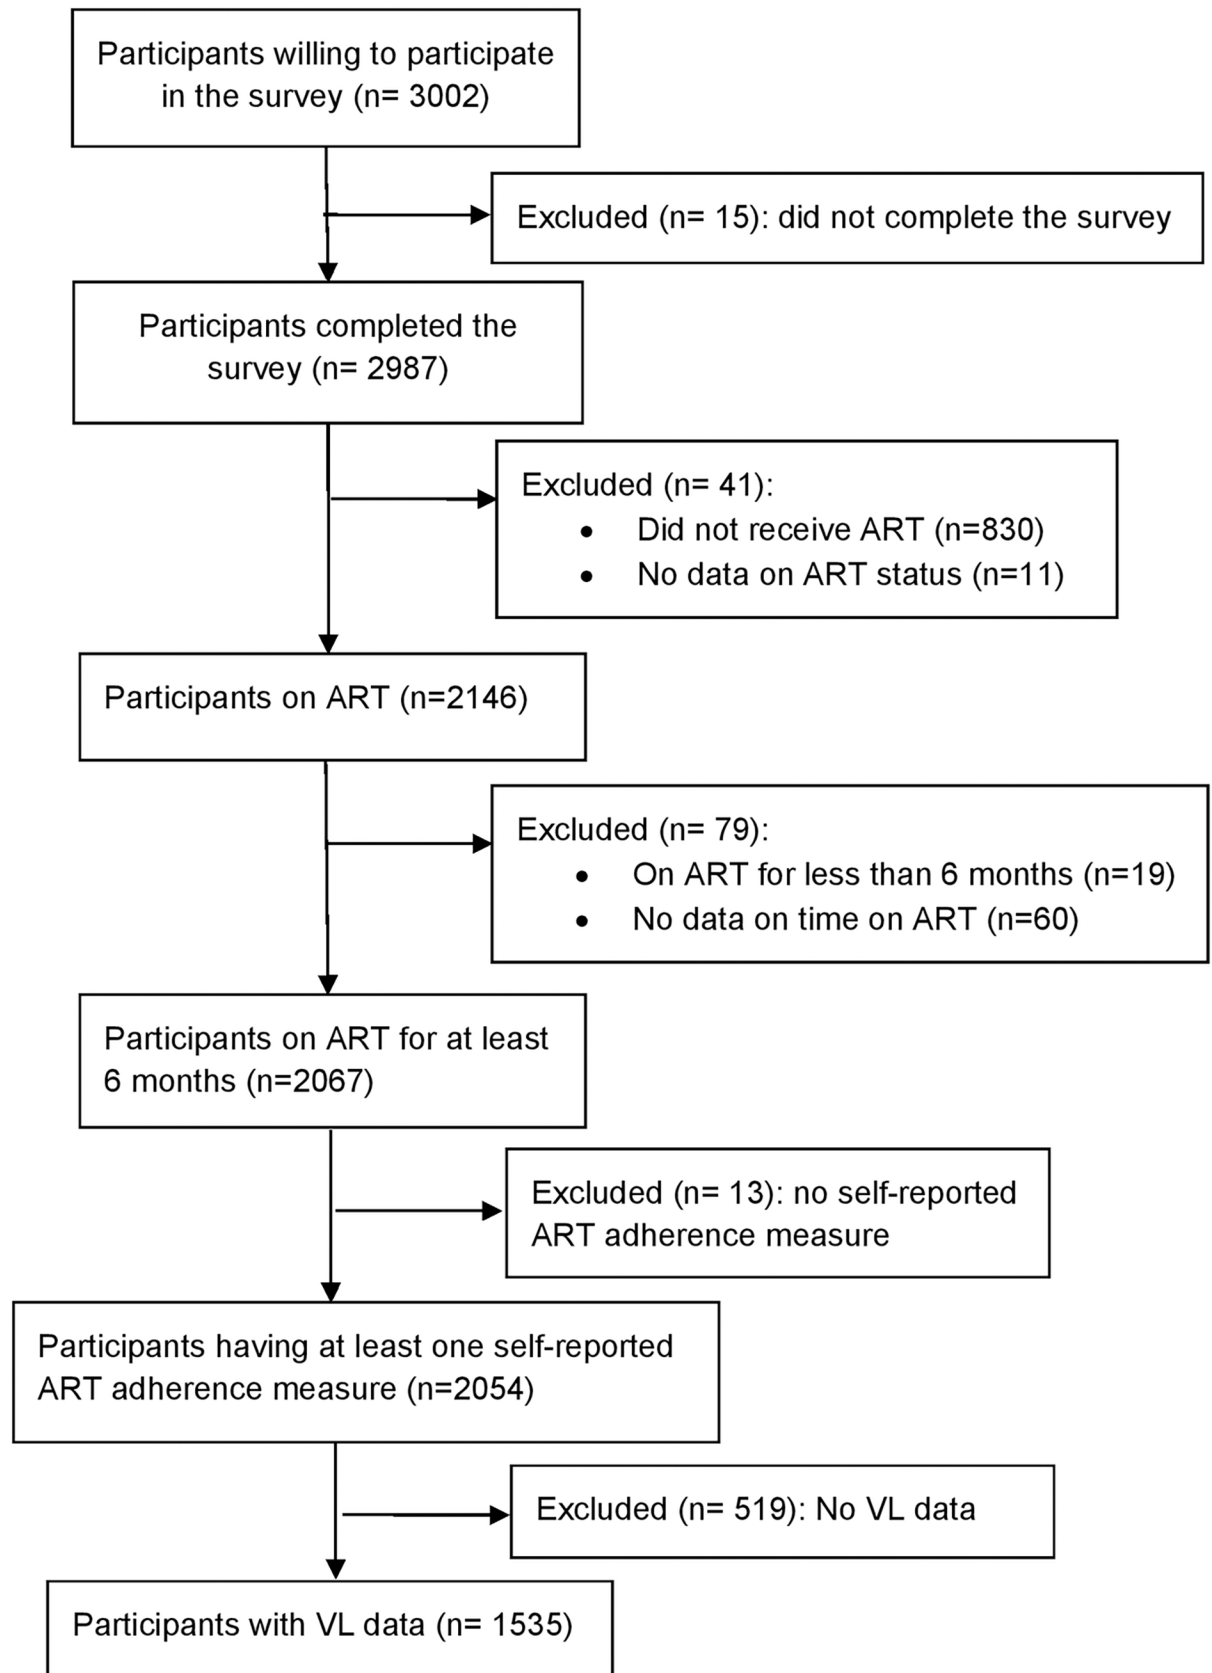 Participants willing to participate
in the survey (n= 3002)
Excluded (n= 15): did not complete the survey
Participants completed the
survey (n= 2987)
Excluded (n= 41):
• Did not receive ART (n=830)
• No data on ART status (n=11)
Participants on ART (n=2146)
Excluded (n= 79):
• On ART for less than 6 months (n=19)
• No data on time on ART (n=60)
Participants on ART for at least
6 months (n=2067)
Excluded (n= 13): no self-reported
ART adherence measure
Participants having at least one self-reported
ART adherence measure (n=2054)
Excluded (n= 519): No VL data
Participants with VL data (n= 1535)